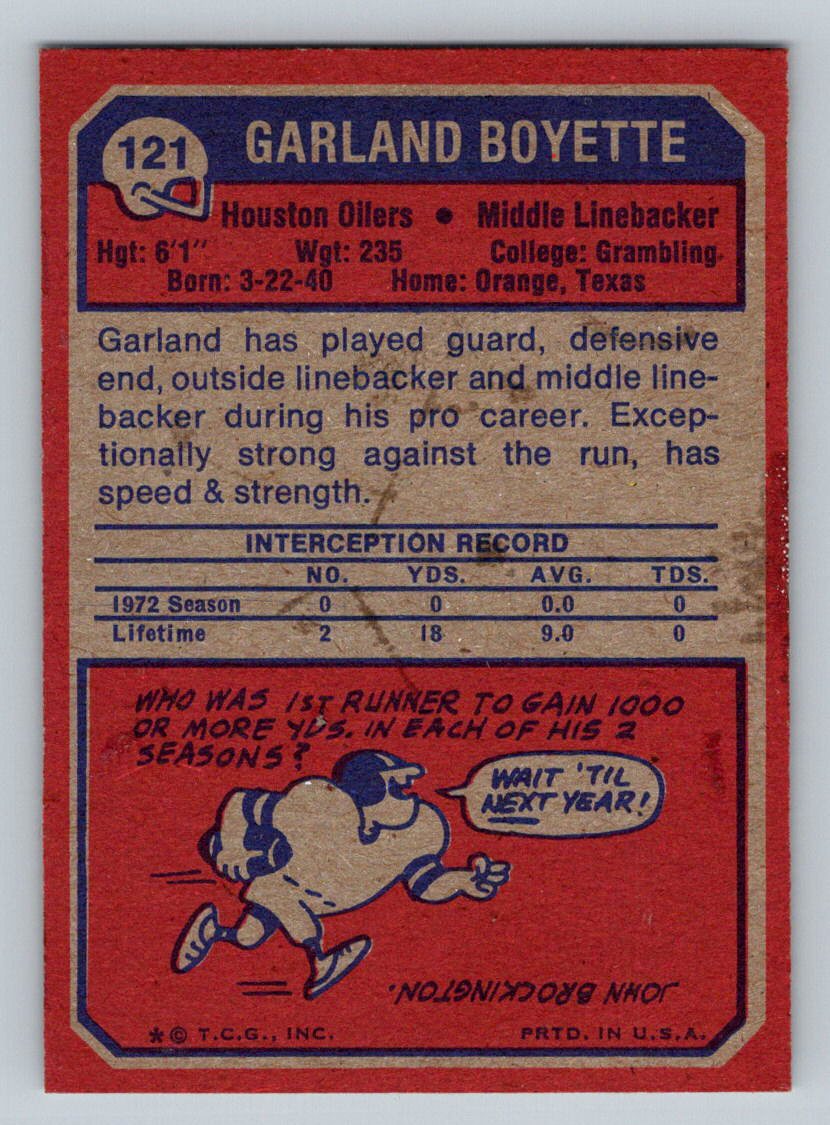 121
GARLAND BOYETTE
Houston Oilers • Middle Linebacker
Hgt: 6'1" Wgt: 235 College: Grambling
Born: 3-22-40 Home: Orange, Texas
Garland has played guard, defensive
end, outside linebacker and middle line-
backer during his pro career. Excep-
tionally strong against the run, has
speed & strength.
INTERCEPTION RECORD
NO. YDS. AVG. TDS.
1972 Season 0 0 0.0 0
Lifetime 2 18 9.0 0
WHO WAS 1ST RUNNER TO GAIN 1000
OR MORE YDS. IN EACH OF HIS 2
SEASONS?
WAIT 'TIL
NEXT YEAR!
JOHN BROCKINGTON.
* © T.C.G., INC. PRTD. IN U.S.A.